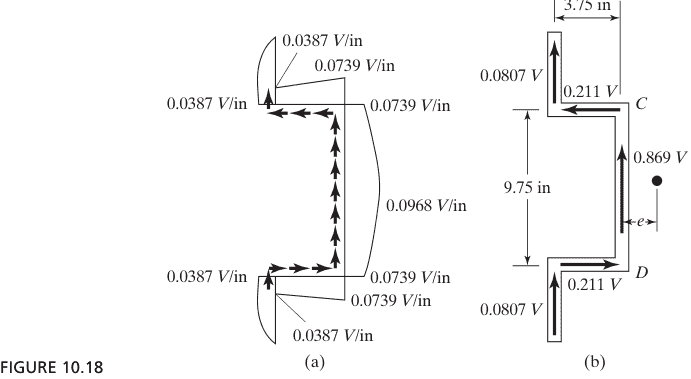 0.0387 V/in
0.0739 V/in
0.0387 V/in
0.0739 V/in
0.0968 V/in
0.0387 V/in
0.0739 V/in
0.0739 V/in
0.0387 V/in
(a)
3.75 in
0.0807 V
0.211 V
C
0.869 V
9.75 in
e
D
0.211 V
0.0807 V
(b)
FIGURE 10.18